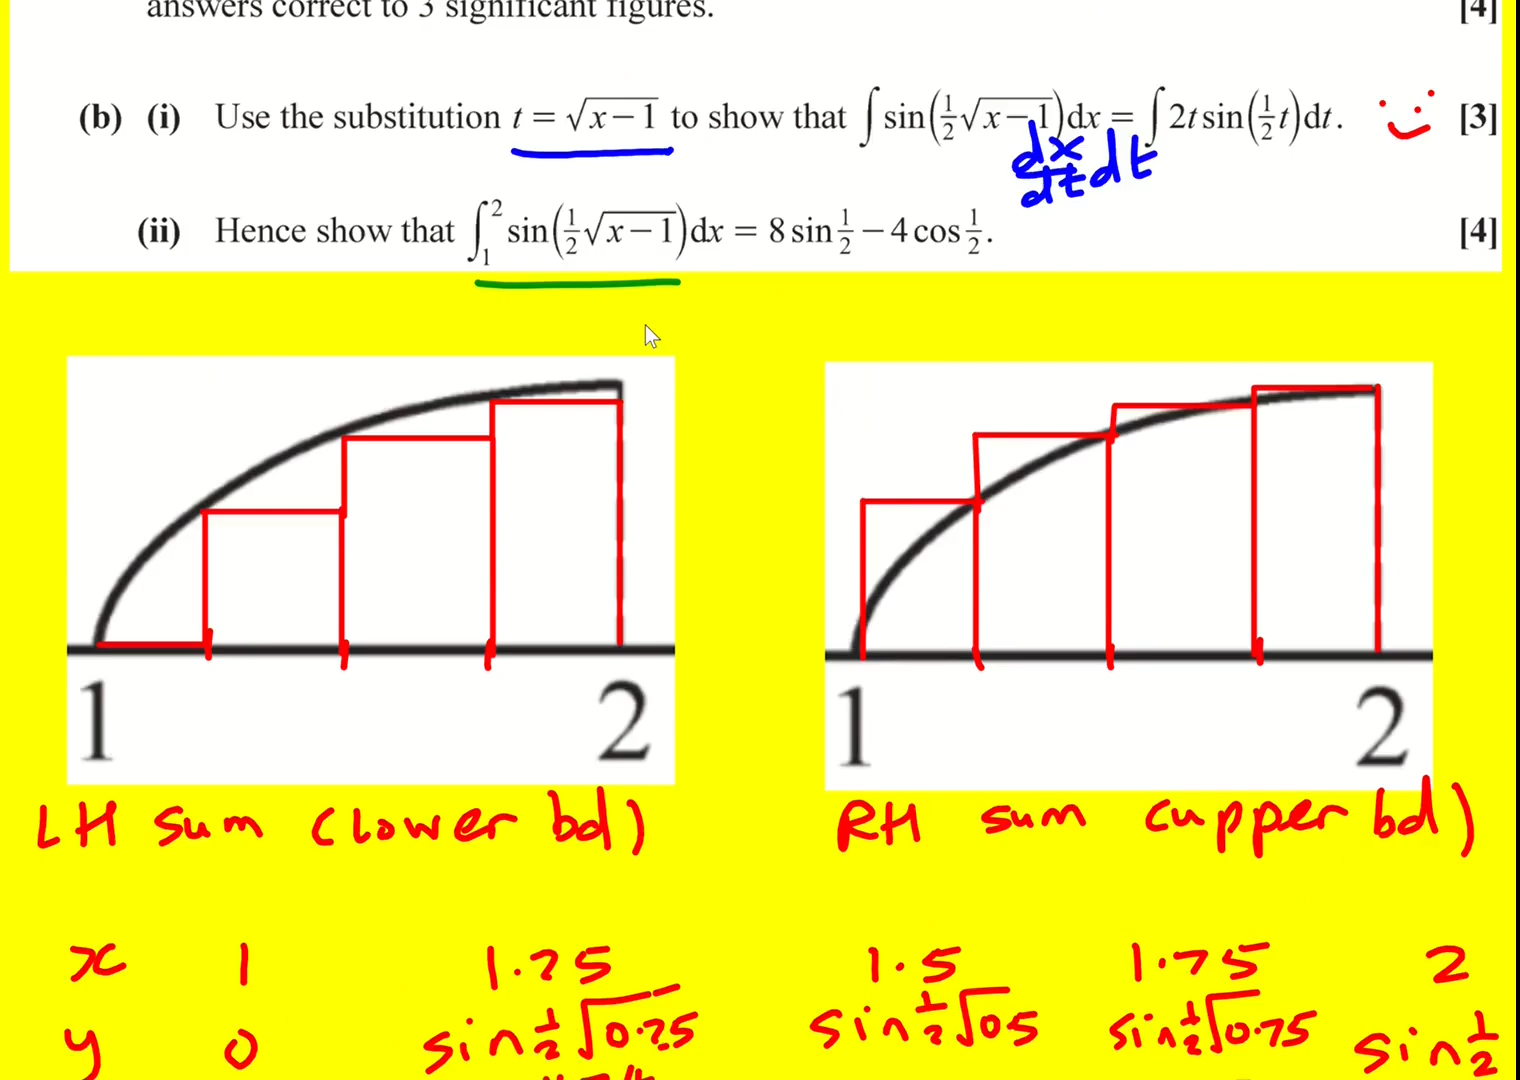 answers correct to 3 significant figures. [4]
(b) (i) Use the substitution t = √(x−1) to show that ∫ sin(½√(x−1)) dx = ∫ 2t sin(½t) dt. [3]
dx/dt dt
(ii) Hence show that ∫₁² sin(½√(x−1)) dx = 8 sin ½ − 4 cos ½. [4]
1 2
1 2
LH sum (lower bd)
RH sum (upper bd)
x 1 1.25 1.5 1.75 2
y 0 sin ½√0.25 sin ½√0.5 sin ½√0.75 sin ½